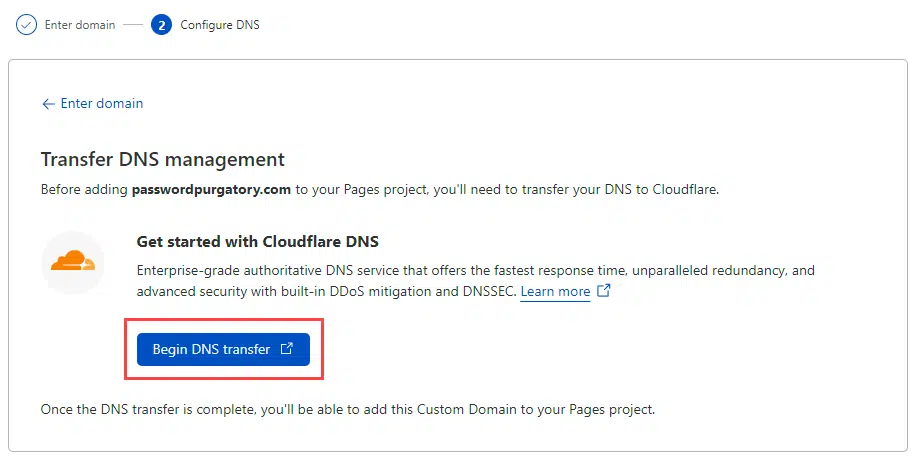 Enter domain
2
Configure DNS
Enter domain
Transfer DNS management
Before adding passwordpurgatory.com to your Pages project, you'll need to transfer your DNS to Cloudflare.
Get started with Cloudflare DNS
Enterprise-grade authoritative DNS service that offers the fastest response time, unparalleled redundancy, and
advanced security with built-in DDoS mitigation and DNSSEC. Learn more
Begin DNS transfer
Once the DNS transfer is complete, you'll be able to add this Custom Domain to your Pages project.